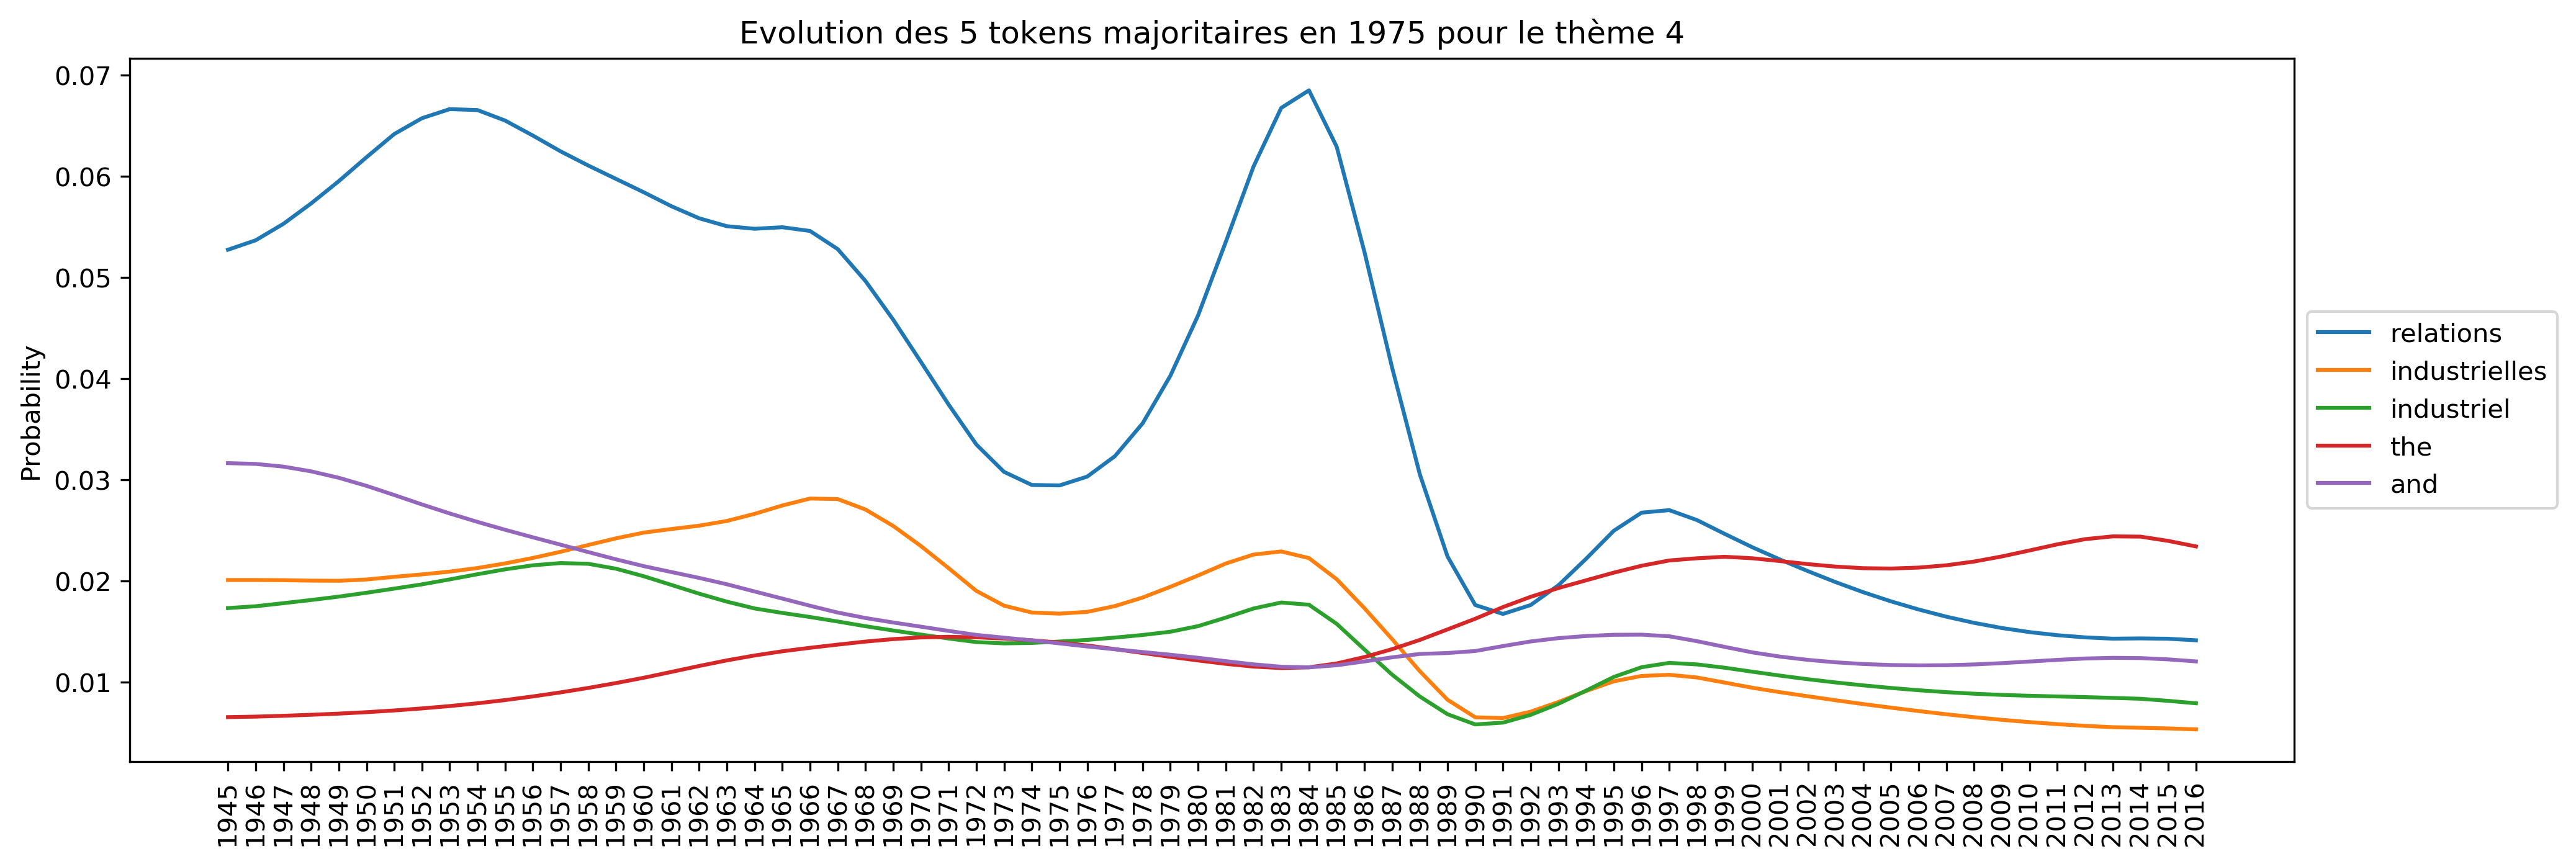 Evolution des 5 tokens majoritaires en 1975 pour le thème 4
Probability
0.07
0.06
0.05
0.04
0.03
0.02
0.01
1945 1946 1947 1948 1949 1950 1951 1952 1953 1954 1955 1956 1957 1958 1959 1960 1961 1962 1963 1964 1965 1966 1967 1968 1969 1970 1971 1972 1973 1974 1975 1976 1977 1978 1979 1980 1981 1982 1983 1984 1985 1986 1987 1988 1989 1990 1991 1992 1993 1994 1995 1996 1997 1998 1999 2000 2001 2002 2003 2004 2005 2006 2007 2008 2009 2010 2011 2012 2013 2014 2015 2016
relations
industrielles
industriel
the
and